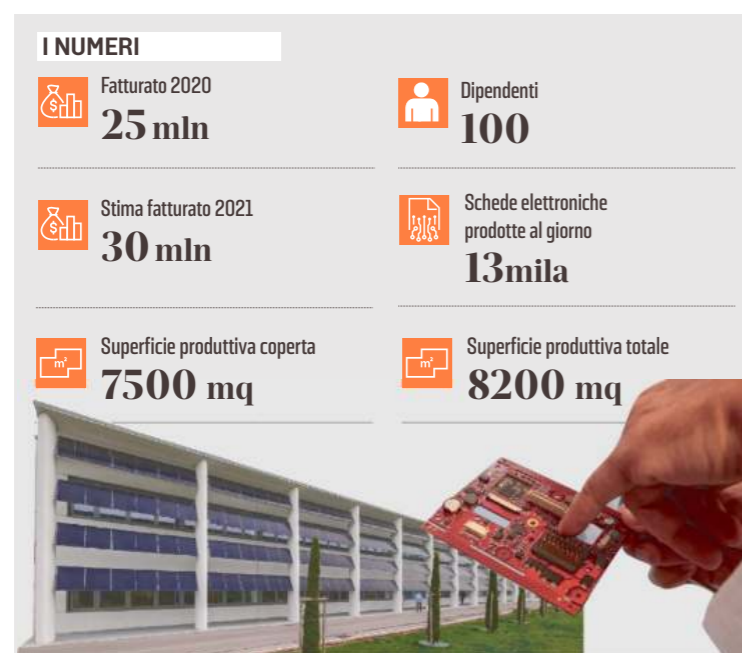 I NUMERI
Fatturato 2020
25 mln
Dipendenti
100
Stima fatturato 2021
30 mln
Schede elettroniche
prodotte al giorno
13mila
Superficie produttiva coperta
7500 mq
Superficie produttiva totale
8200 mq